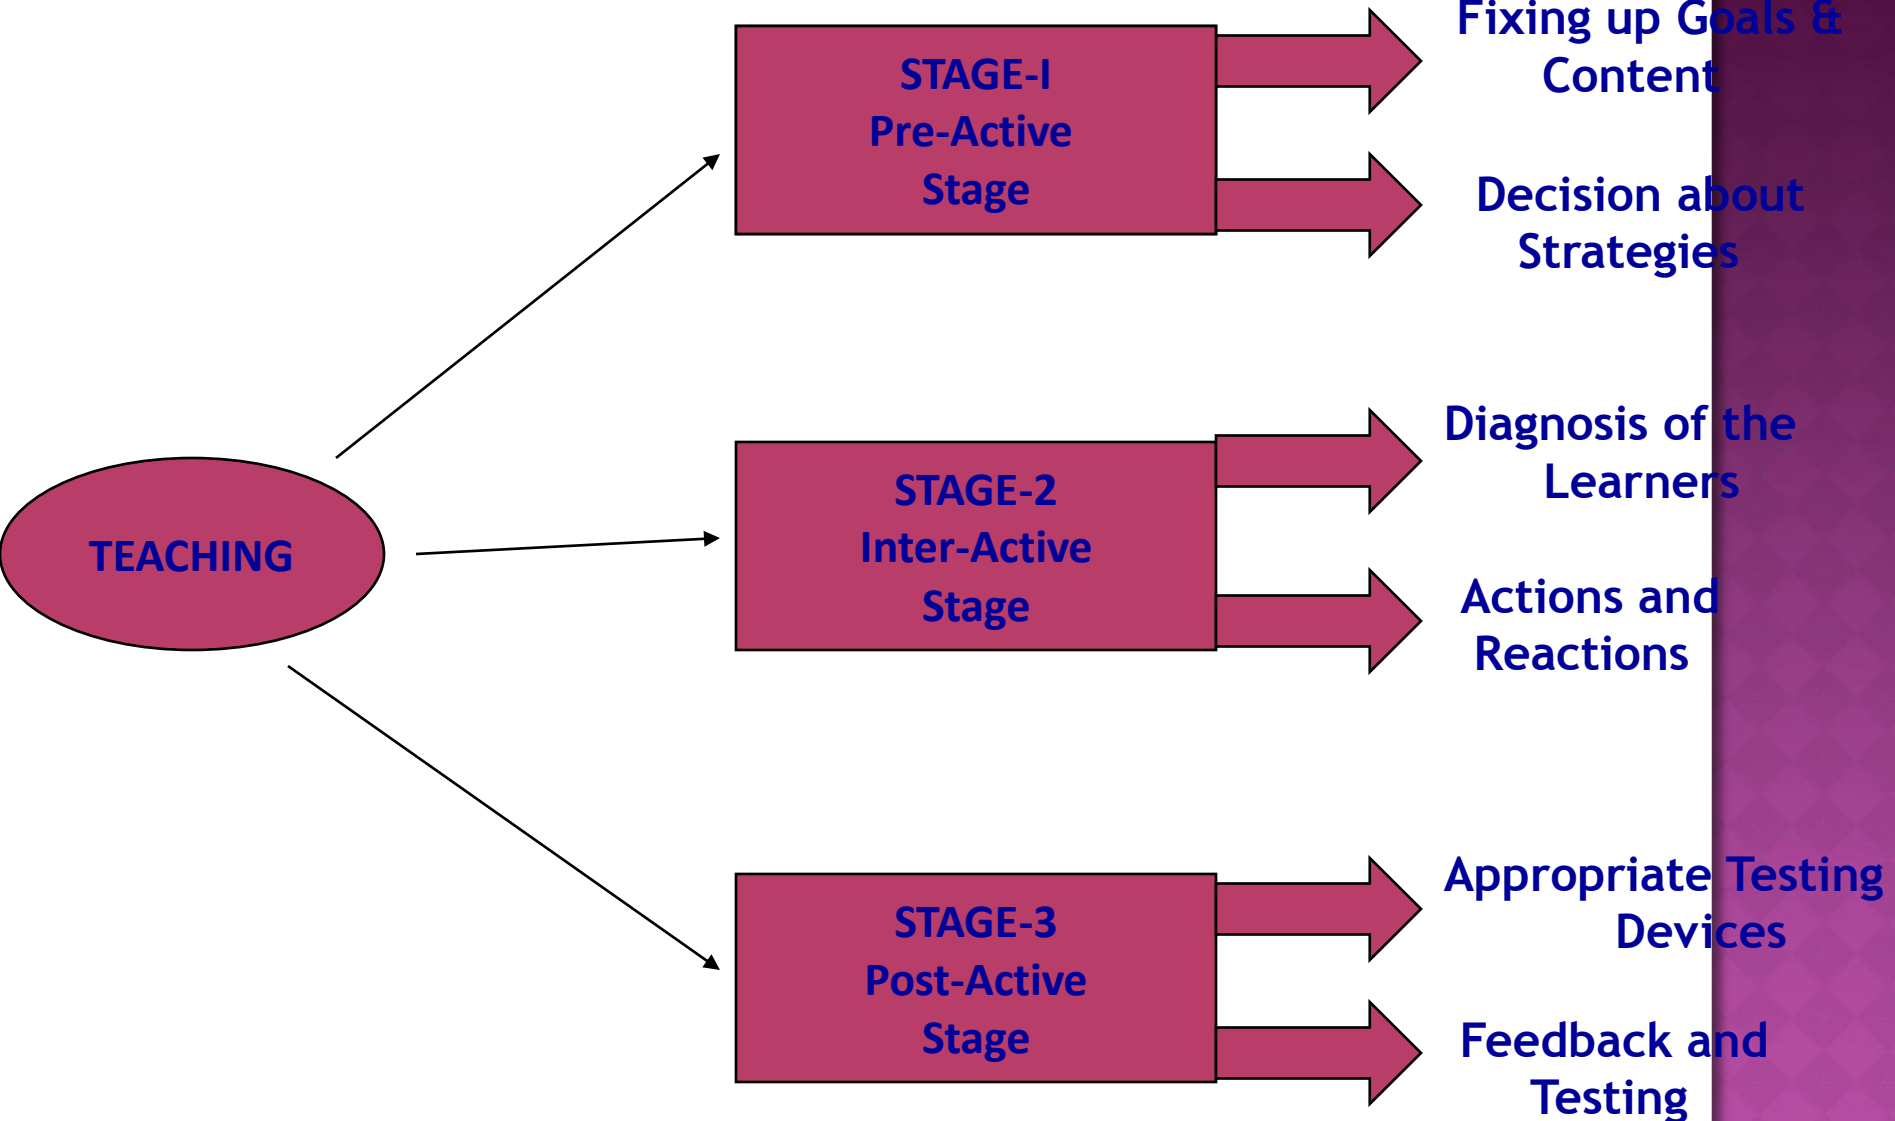 TEACHING
STAGE-I
Pre-Active
Stage
Fixing up Goals &
Content
Decision about
Strategies
STAGE-2
Inter-Active
Stage
Diagnosis of the
Learners
Actions and
Reactions
STAGE-3
Post-Active
Stage
Appropriate Testing
Devices
Feedback and
Testing